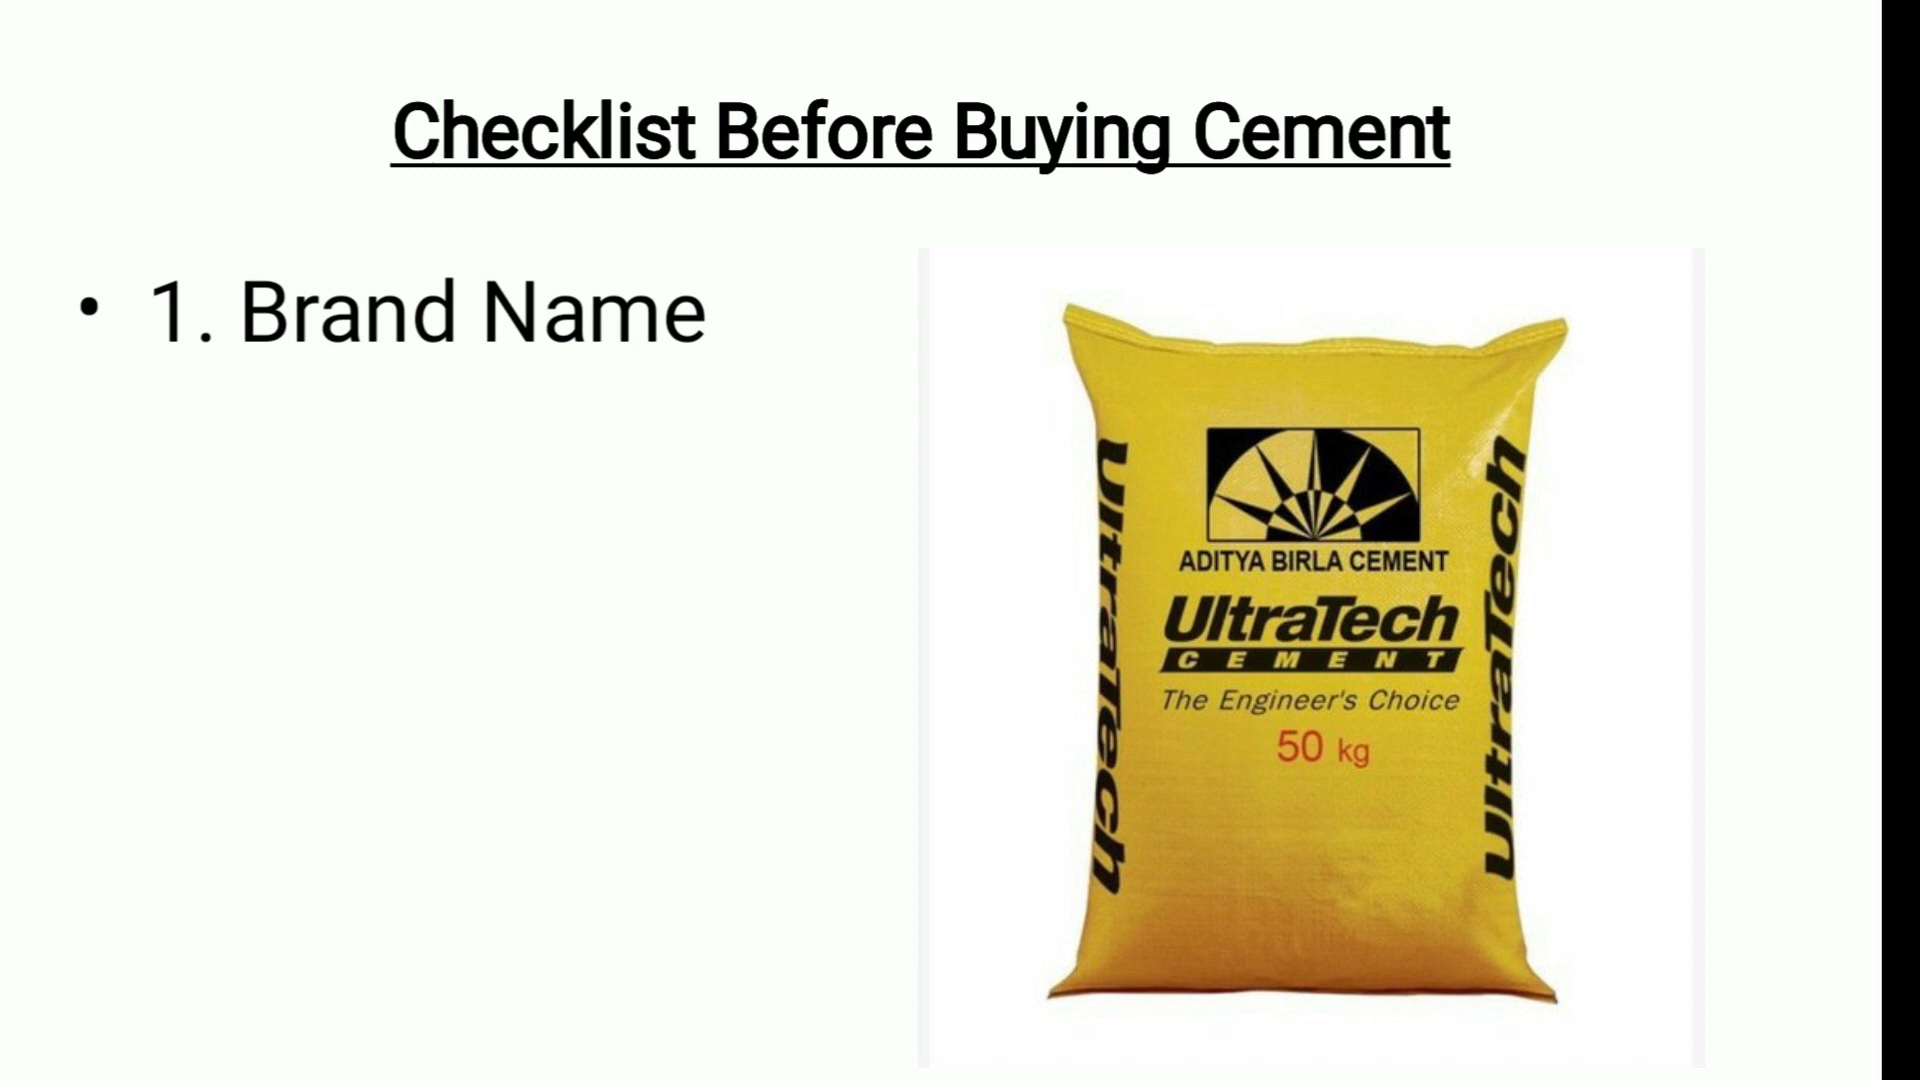 Checklist Before Buying Cement
• 1. Brand Name
ADITYA BIRLA CEMENT
UltraTech
CEMENT
The Engineer's Choice
50 kg
UltraTech
UltraTech